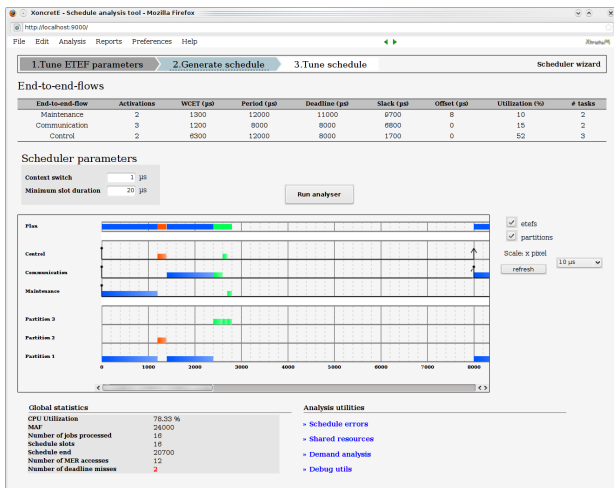 XoncretE - Schedule analysis tool - Mozilla Firefox
http://localhost:9000/
File Edit Analysis Reports Preferences Help
1.Tune ETEF parameters 2.Generate schedule 3.Tune schedule Scheduler wizard
End-to-end-flows
End-to-end-flow Activations WCET (µs) Period (µs) Deadline (µs) Slack (µs) Offset (µs) Utilization (%) # tasks
Maintenance 2 1300 12000 11000 9700 8 10 2
Communication 3 1200 8000 8000 6800 0 15 2
Control 2 6300 12000 8000 1700 0 52 3
Scheduler parameters
Context switch 1 µs
Minimum slot duration 20 µs
Run analyser
Plan
Control
Communication
Maintenance
Partition 3
Partition 2
Partition 1
0 1000 2000 3000 4000 5000 6000 7000 8000
etefs
partitions
Scale: x pixel
10 µs
refresh
Global statistics
CPU Utilization 78.33 %
MAF 24000
Number of jobs processed 16
Schedule slots 16
Schedule end 20700
Number of MER accesses 12
Number of deadline misses 2
Analysis utilities
» Schedule errors
» Shared resources
» Demand analysis
» Debug utils